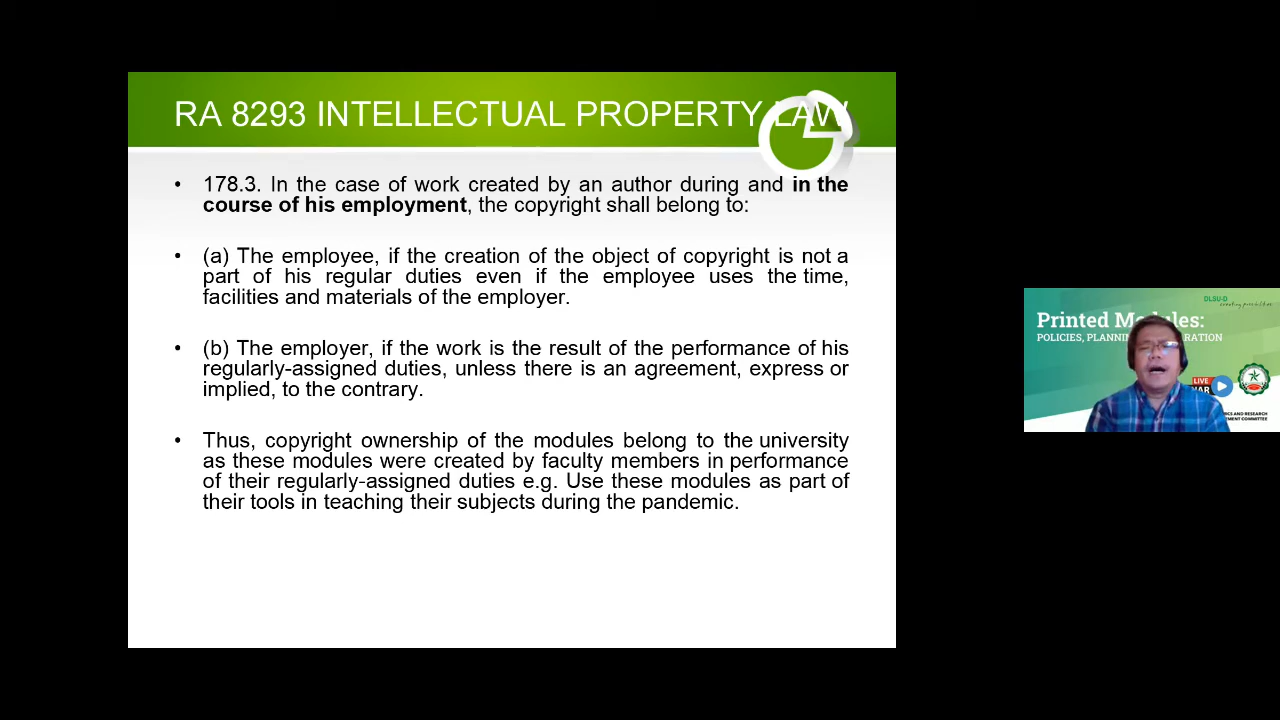 RA 8293 INTELLECTUAL PROPERTY LAW
• 178.3. In the case of work created by an author during and in the
course of his employment, the copyright shall belong to:
• (a) The employee, if the creation of the object of copyright is not a
part of his regular duties even if the employee uses the time,
facilities and materials of the employer.
• (b) The employer, if the work is the result of the performance of his
regularly-assigned duties, unless there is an agreement, express or
implied, to the contrary.
• Thus, copyright ownership of the modules belong to the university
as these modules were created by faculty members in performance
of their regularly-assigned duties e.g. Use these modules as part of
their tools in teaching their subjects during the pandemic.
DLSU-D
creating possibilities
Printed
POLICIES,
LIVE